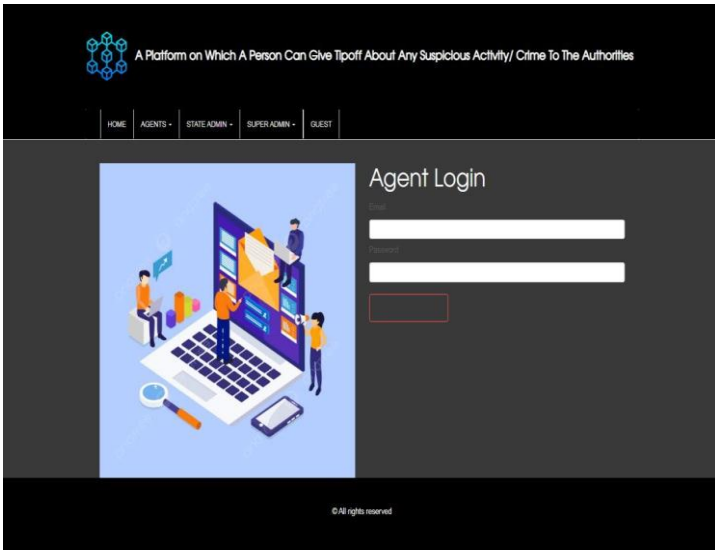 A Platform on Which A Person Can Give Tipoff About Any Suspicious Activity/ Crime To The Authorities
HOME AGENTS STATE ADMIN SUPER ADMIN GUEST
Agent Login
Email
Password
© All rights reserved